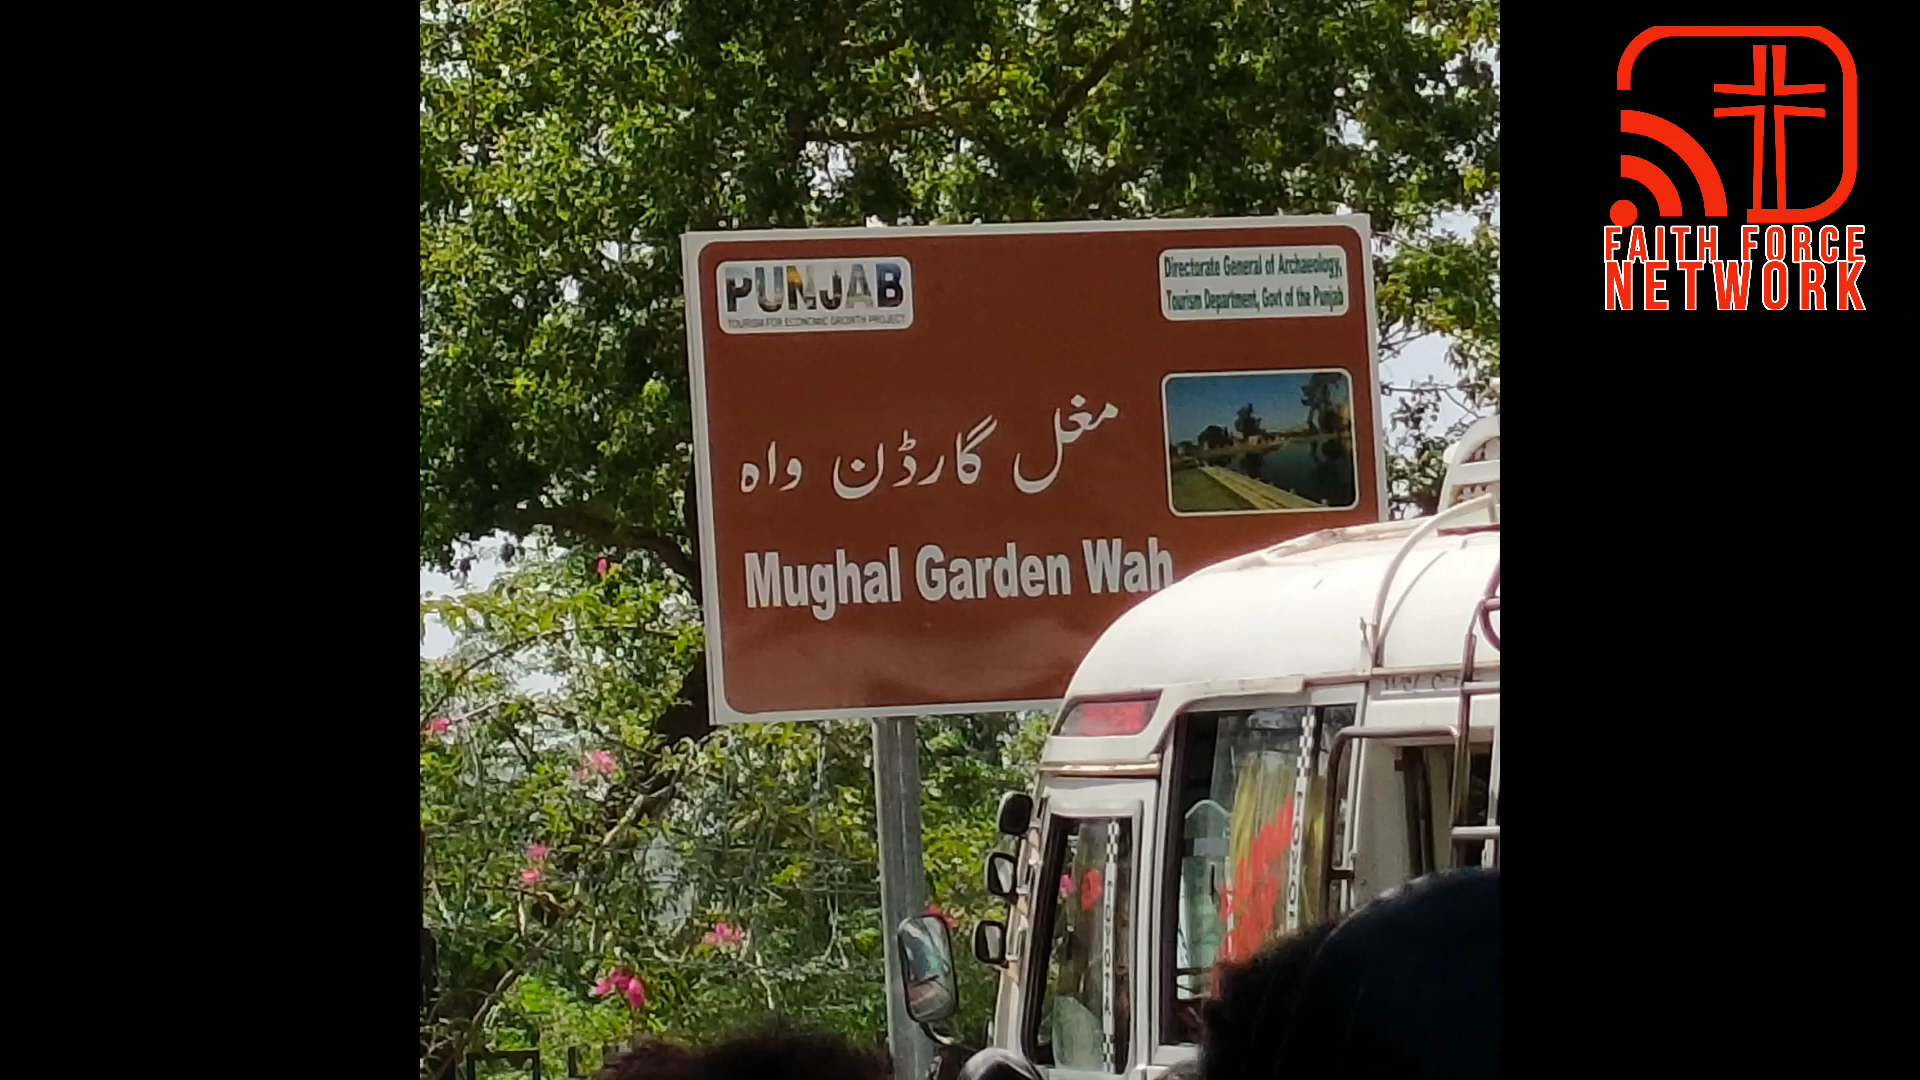 PUNJAB
TOURISM FOR ECONOMIC GROWTH PROJECT
Directorate General of Archaeology,
Tourism Department, Govt of the Punjab
مغل گارڈن واہ
Mughal Garden Wah
TOYOTA
FAITH FORCE
NETWORK